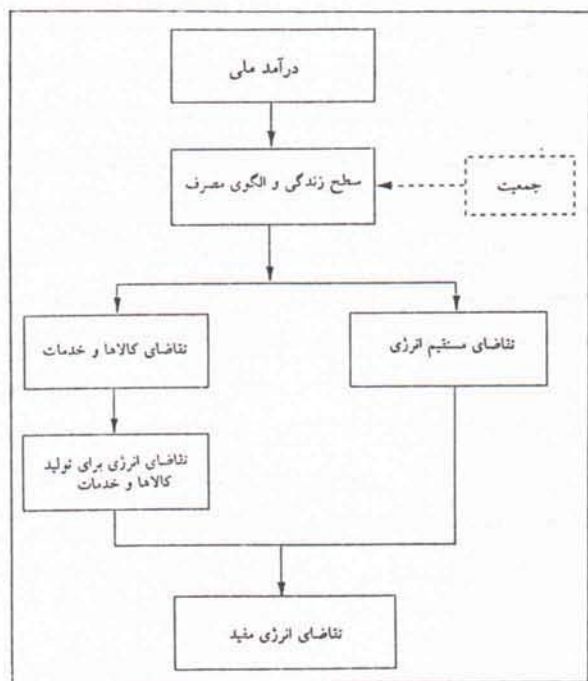 درآمد ملی
سطح زندگی و الگوی مصرف
جمعیت
تقاضای کالاها و خدمات
تقاضای مستقیم انرژی
تقاضای انرژی برای تولید
کالاها و خدمات
تقاضای انرژی مفید